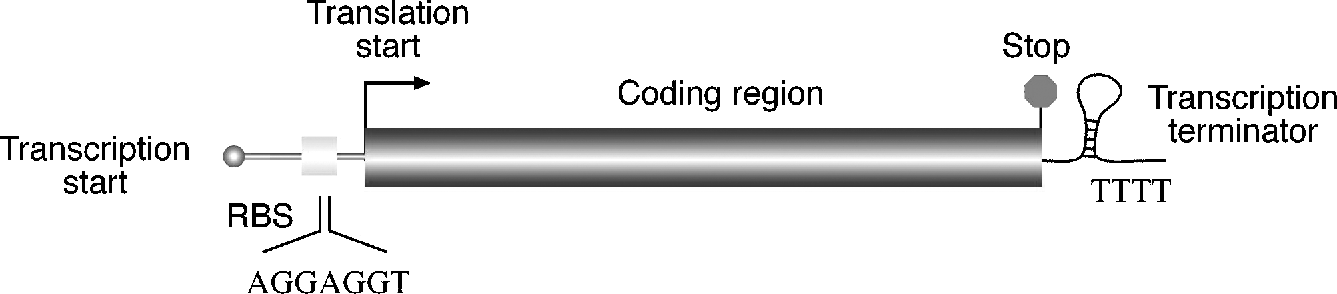 Translation
start
Stop
Coding region
Transcription
terminator
Transcription
start
TTTT
RBS
AGGAGGT